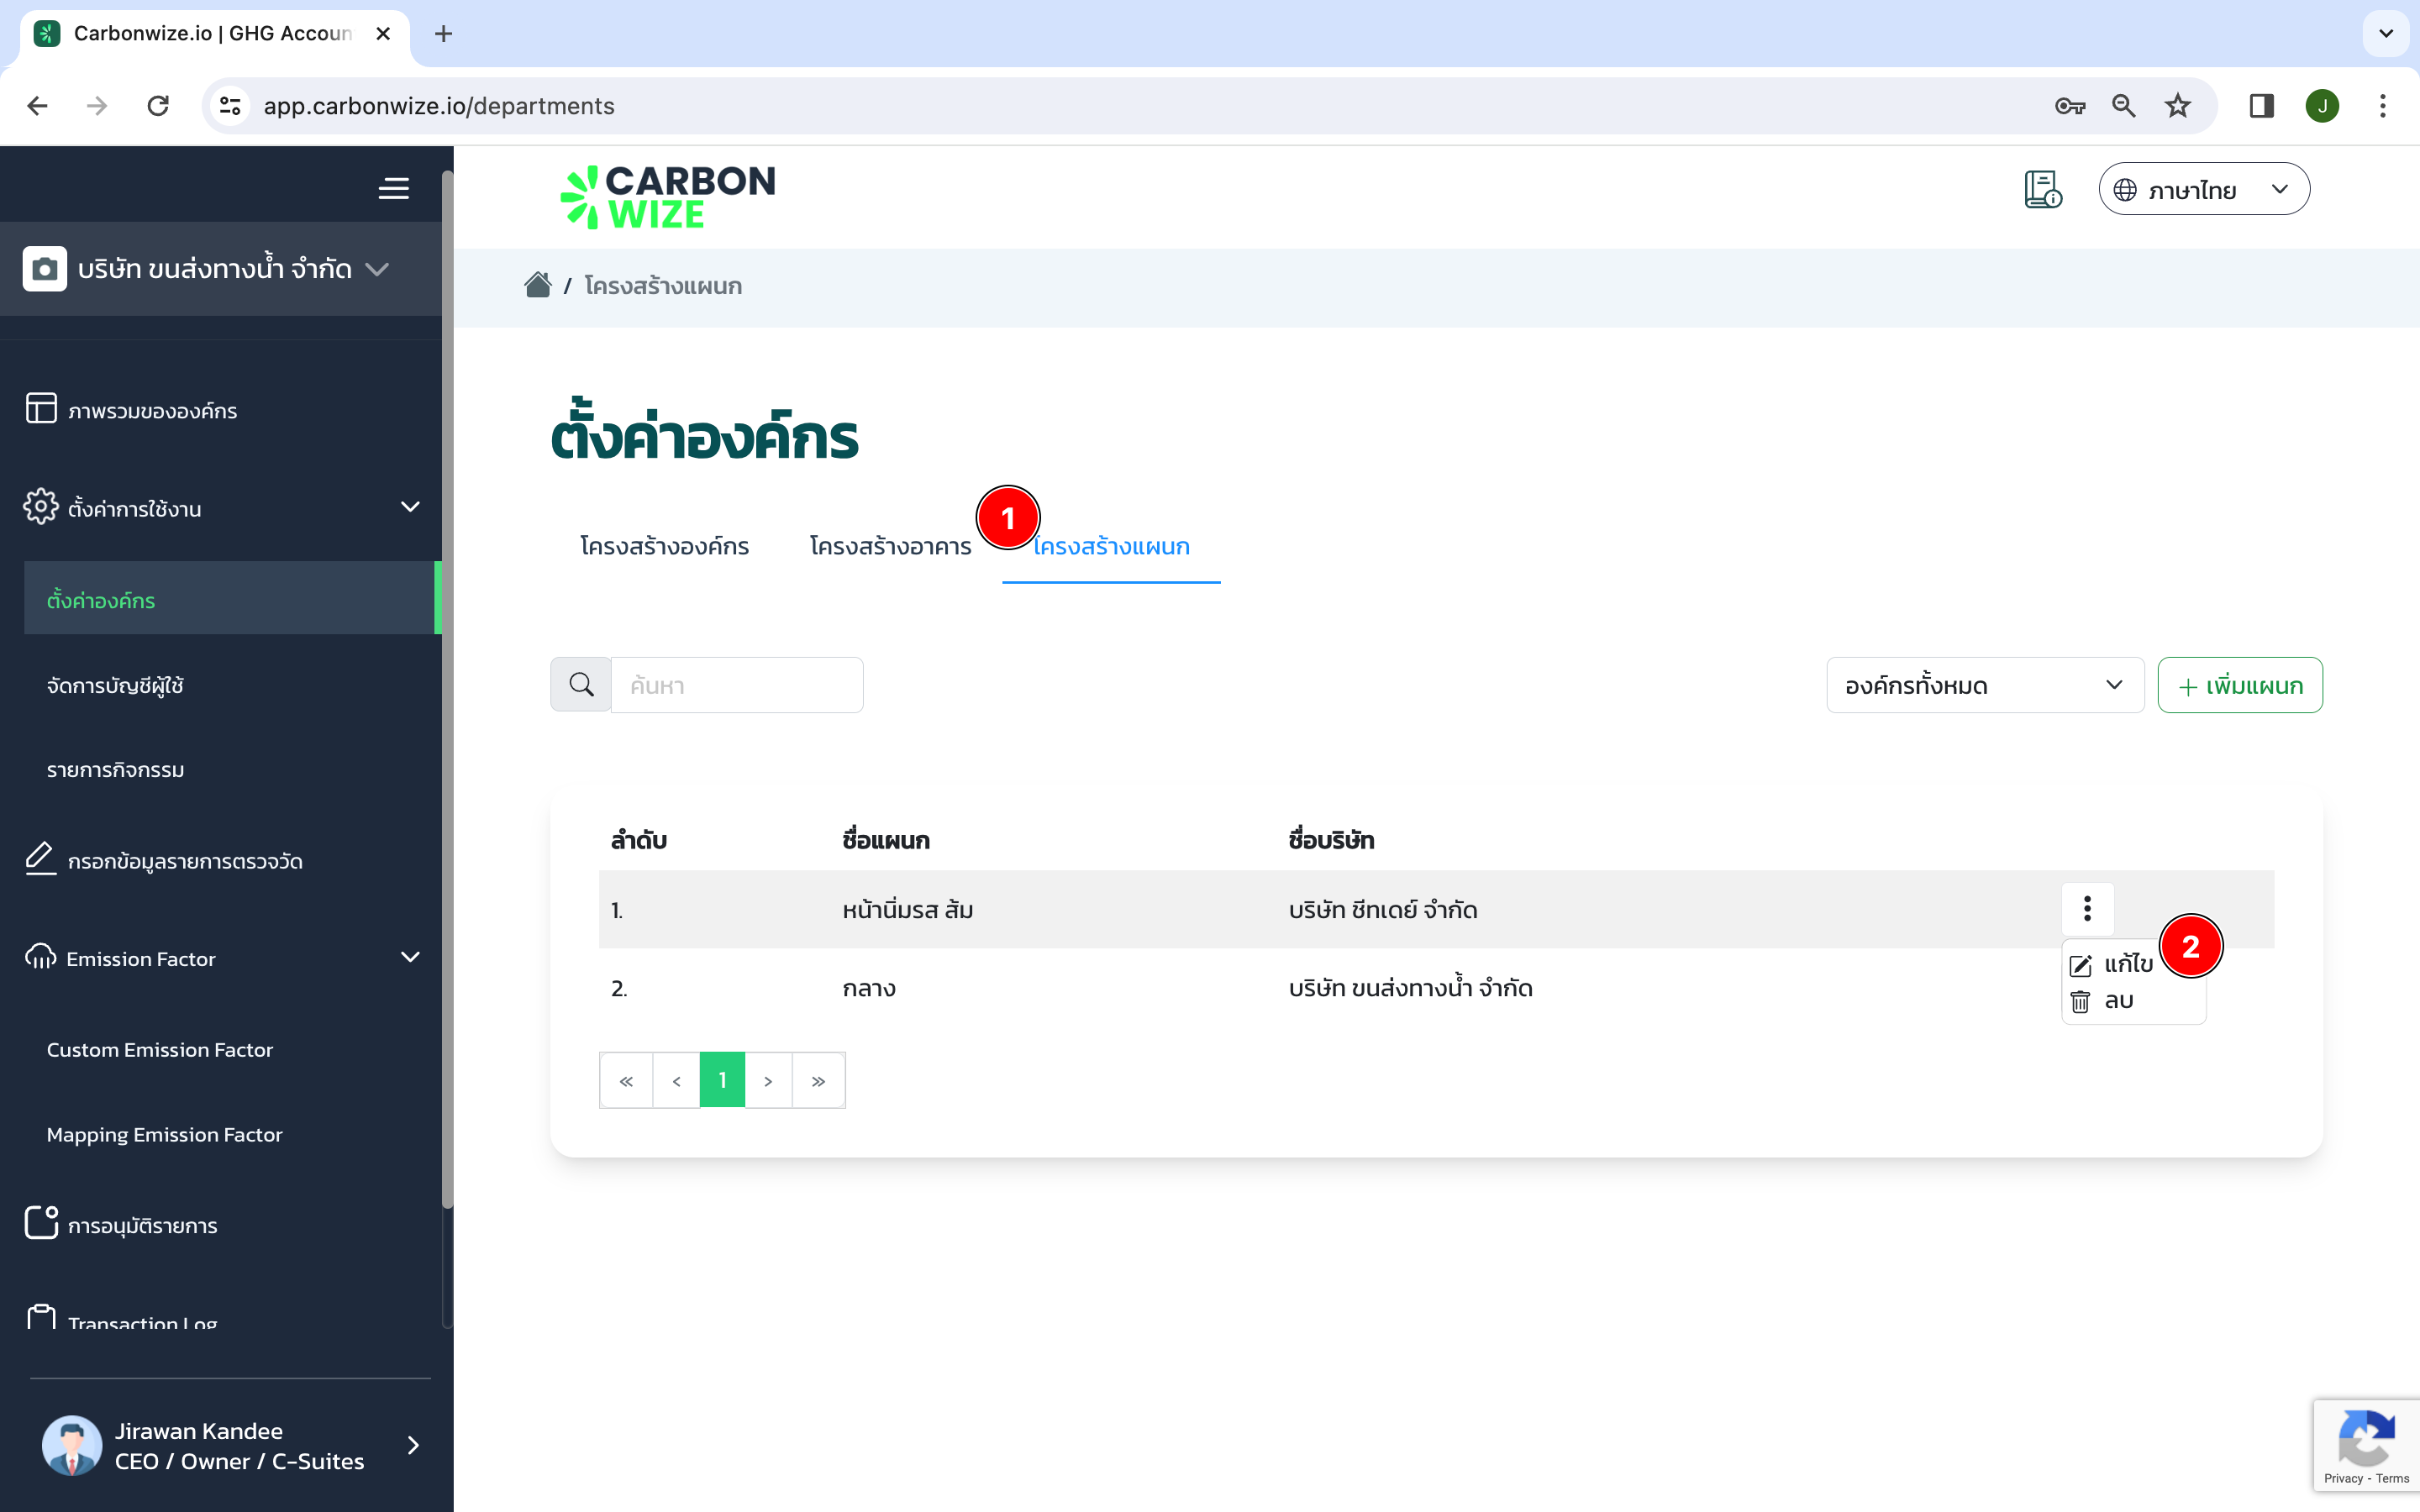 Carbonwize.io | GHG Accoun
app.carbonwize.io/departments
J
CARBON
WIZE
ภาษาไทย
บริษัท ขนส่งทางน้ำ จำกัด
/ โครงสร้างแผนก
ภาพรวมขององค์กร
ตั้งค่าการใช้งาน
ตั้งค่าองค์กร
จัดการบัญชีผู้ใช้
รายการกิจกรรม
กรอกข้อมูลรายการตรวจวัด
Emission Factor
Custom Emission Factor
Mapping Emission Factor
การอนุมัติรายการ
Transaction Log
Jirawan Kandee
CEO / Owner / C-Suites
ตั้งค่าองค์กร
1
โครงสร้างองค์กร โครงสร้างอาคาร โครงสร้างแผนก
ค้นหา องค์กรทั้งหมด + เพิ่มแผนก
ลำดับ ชื่อแผนก ชื่อบริษัท
1. หน้านิ่มรส ส้ม บริษัท ชีทเดย์ จำกัด
2
แก้ไข
2. กลาง บริษัท ขนส่งทางน้ำ จำกัด
ลบ
« ‹ 1 › »
Privacy - Terms